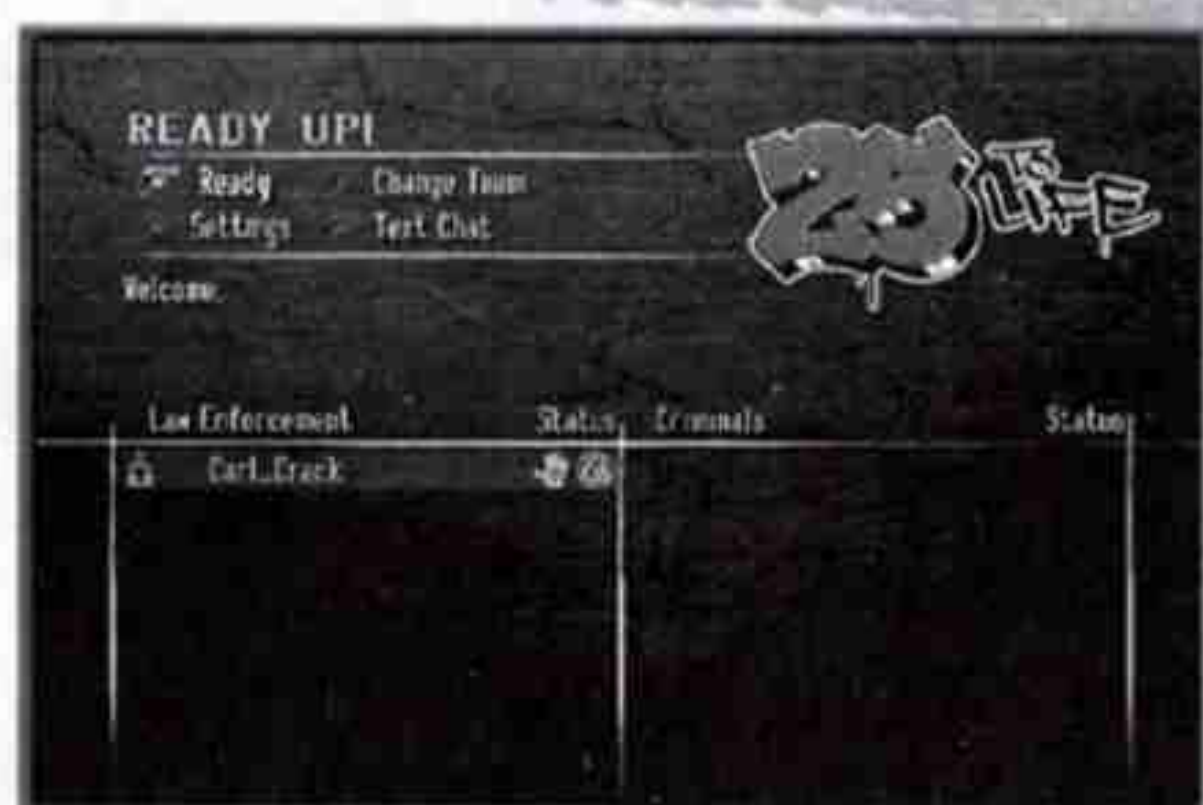 READY UP!
Ready Change Team
Settings Text Chat
25 TO LIFE
Welcome.
Law Enforcement Status Criminals Status
Carl_Crack